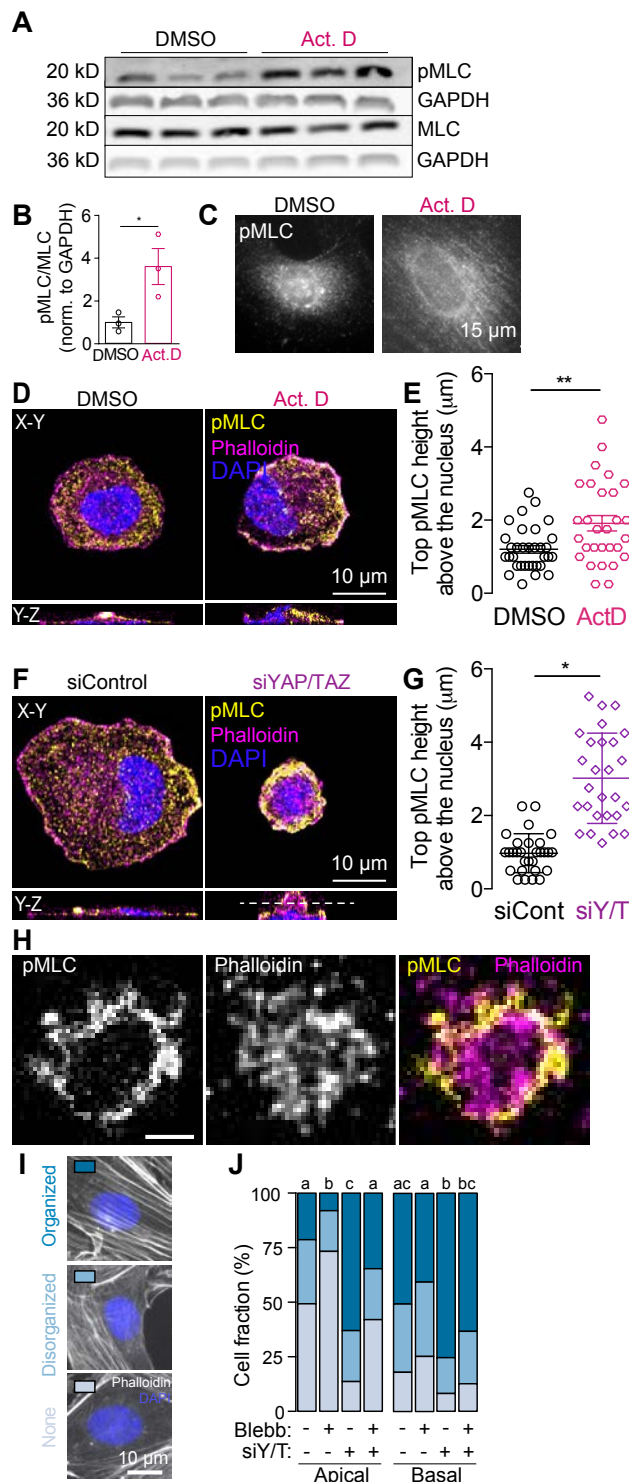 A
DMSO Act. D
20 kD pMLC
36 kD GAPDH
20 kD MLC
36 kD GAPDH
B
pMLC/MLC
(norm. to GAPDH)
6
4
2
0
*
DMSO Act.D
C
DMSO Act. D
pMLC
15 μm
D
DMSO Act. D
X-Y
pMLC
Phalloidin
DAPI
10 μm
Y-Z
E
Top pMLC height
above the nucleus (μm)
6
4
2
0
**
DMSO ActD
F
siControl siYAP/TAZ
X-Y
pMLC
Phalloidin
DAPI
10 μm
Y-Z
G
Top pMLC height
above the nucleus (μm)
6
4
2
0
*
siCont siY/T
H
pMLC Phalloidin pMLC Phalloidin
I
Organized
Disorganized
None
Phalloidin
DAPI
10 μm
J
a b c a ac a b bc
Cell fraction (%)
100
75
50
25
0
Blebb: - + - + - + - +
siY/T: - - + + - - + +
Apical Basal